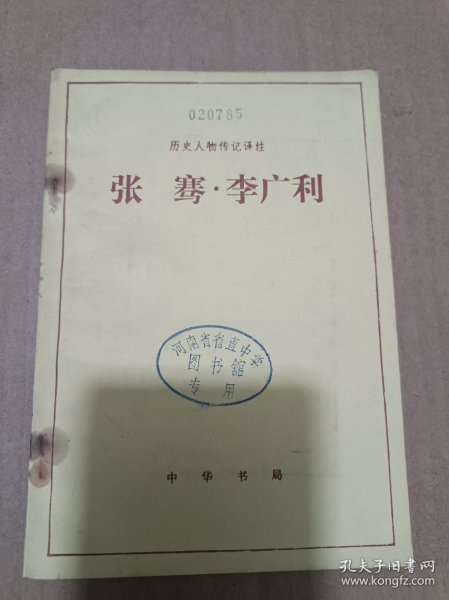 020785
历史人物传记译注
张骞·李广利
河南省省直中学
图书馆
专用
中华书局
孔夫子旧书网
www.kongfz.com